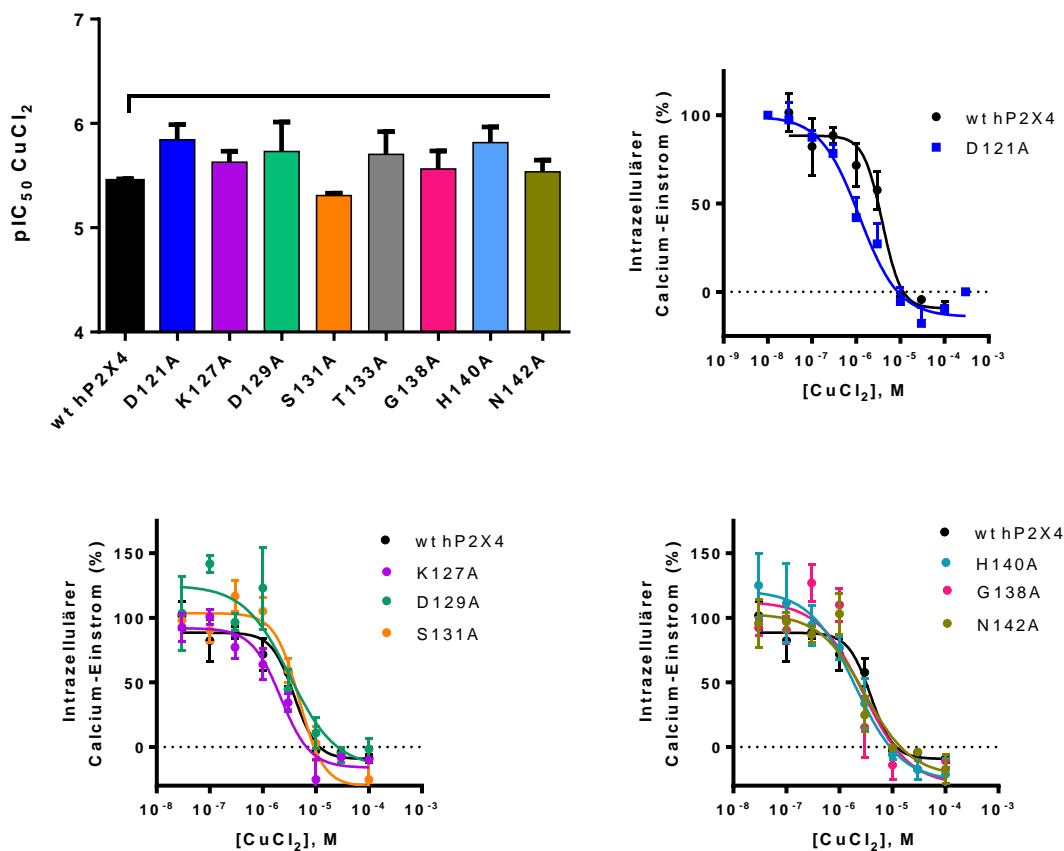 pIC50 CuCl2
7
6
5
4
wt hP2X4
D121A
K127A
D129A
S131A
T133A
G138A
H140A
N142A
Intrazellulärer
Calcium-Einstrom (%)
100
50
0
10-9 10-8 10-7 10-6 10-5 10-4 10-3
[CuCl2], M
wt hP2X4
D121A
Intrazellulärer
Calcium-Einstrom (%)
150
100
50
0
10-8 10-7 10-6 10-5 10-4 10-3
[CuCl2], M
wt hP2X4
K127A
D129A
S131A
Intrazellulärer
Calcium-Einstrom (%)
150
100
50
0
10-8 10-7 10-6 10-5 10-4 10-3
[CuCl2], M
wt hP2X4
H140A
G138A
N142A